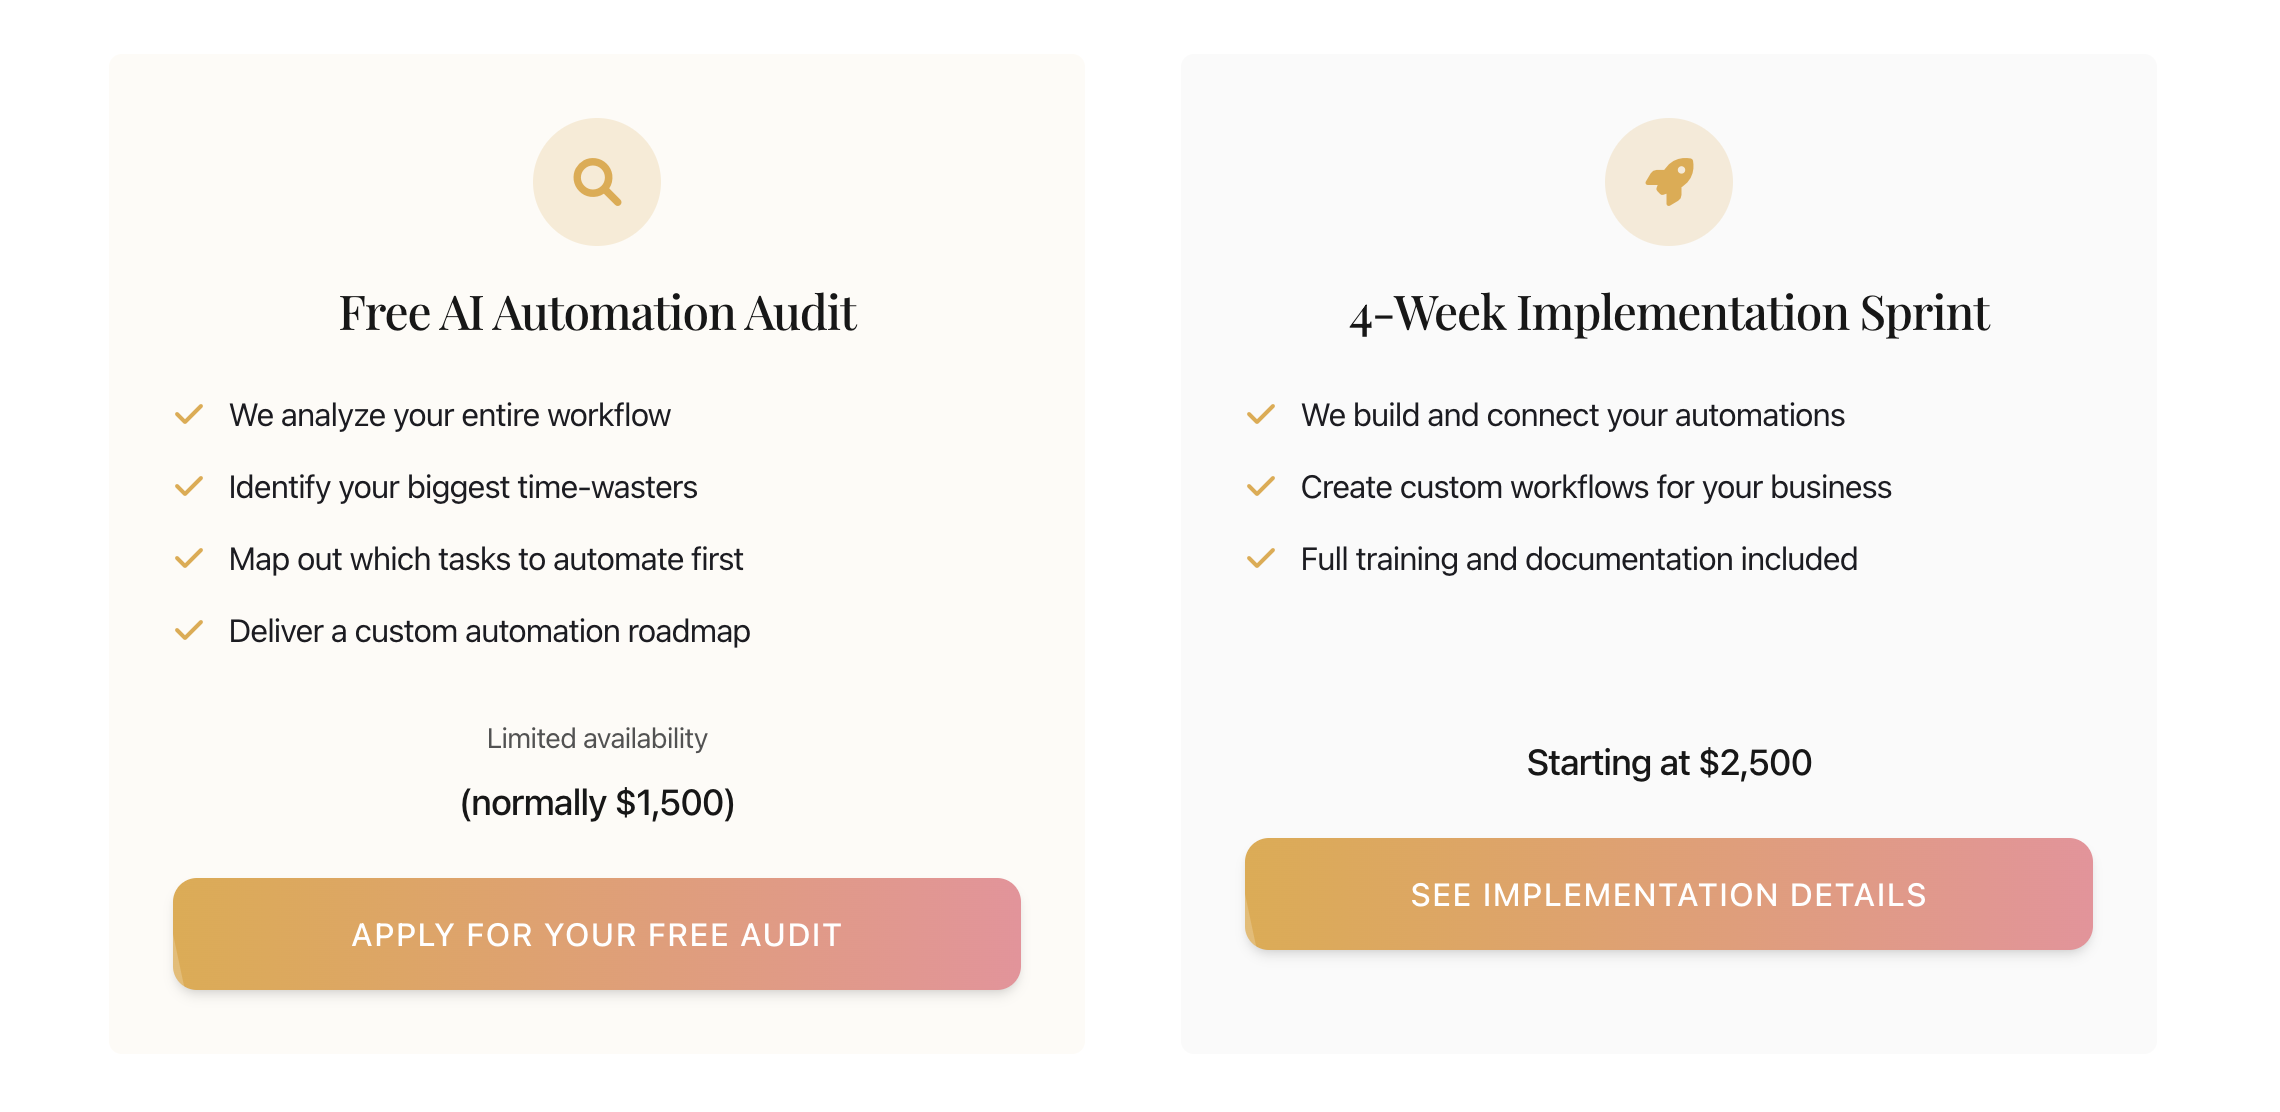 Free AI Automation Audit
We analyze your entire workflow
Identify your biggest time-wasters
Map out which tasks to automate first
Deliver a custom automation roadmap
Limited availability
(normally $1,500)
APPLY FOR YOUR FREE AUDIT
4-Week Implementation Sprint
We build and connect your automations
Create custom workflows for your business
Full training and documentation included
Starting at $2,500
SEE IMPLEMENTATION DETAILS